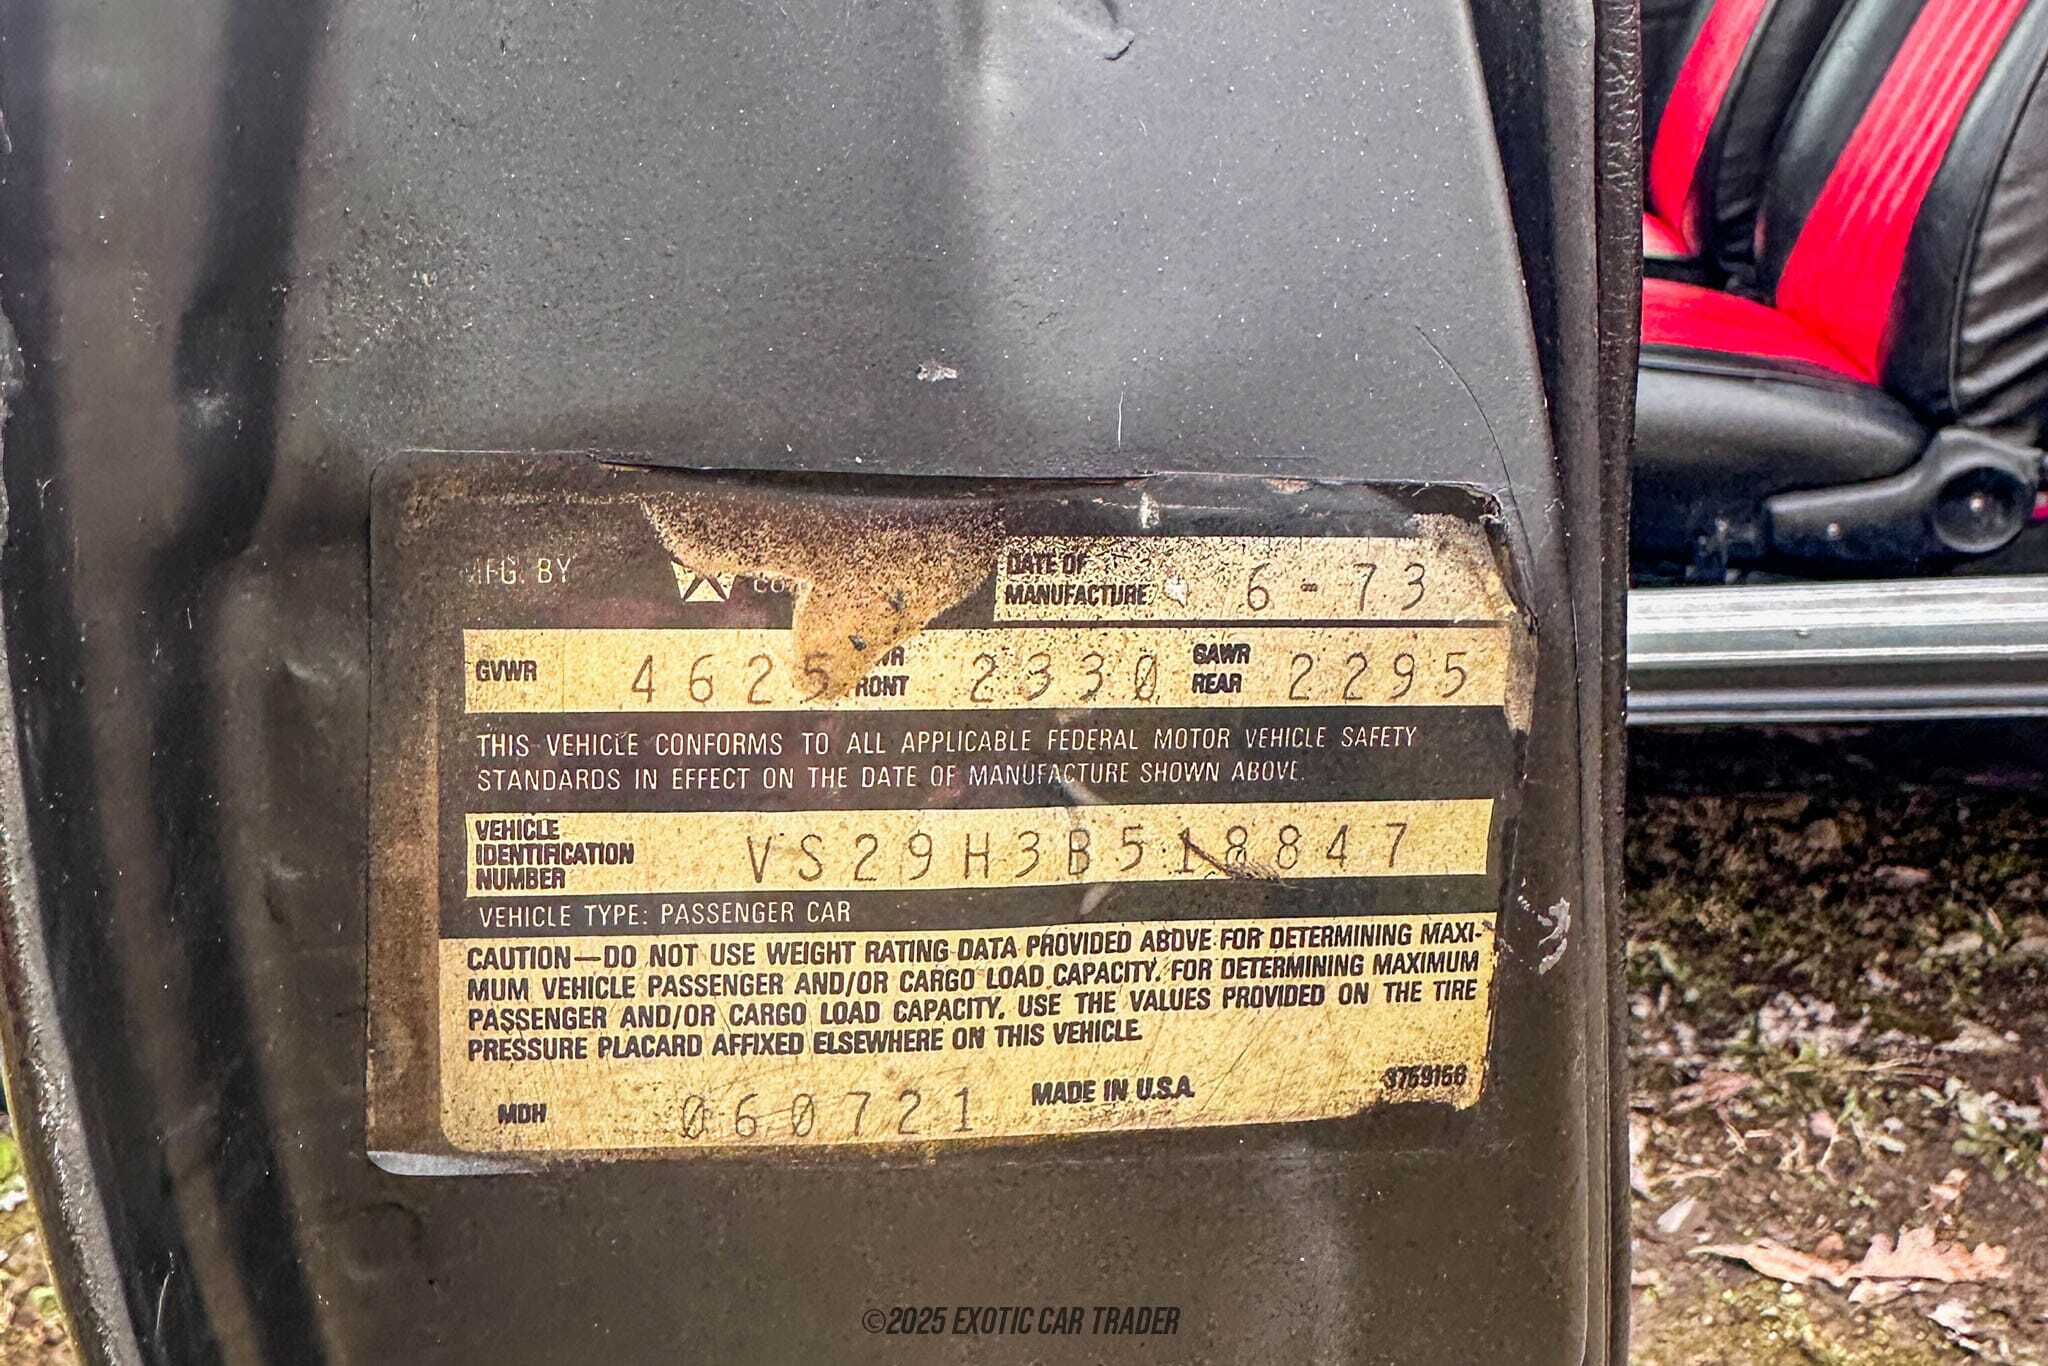 MFG. BY
CO
DATE OF
MANUFACTURE 6-73
GVWR 4625 FRONT 2330 GAWR REAR 2295
THIS VEHICLE CONFORMS TO ALL APPLICABLE FEDERAL MOTOR VEHICLE SAFETY
STANDARDS IN EFFECT ON THE DATE OF MANUFACTURE SHOWN ABOVE.
VEHICLE
IDENTIFICATION
NUMBER VS29H3B518847
VEHICLE TYPE: PASSENGER CAR
CAUTION—DO NOT USE WEIGHT RATING DATA PROVIDED ABOVE FOR DETERMINING MAXI-
MUM VEHICLE PASSENGER AND/OR CARGO LOAD CAPACITY. FOR DETERMINING MAXIMUM
PASSENGER AND/OR CARGO LOAD CAPACITY, USE THE VALUES PROVIDED ON THE TIRE
PRESSURE PLACARD AFFIXED ELSEWHERE ON THIS VEHICLE
MDH 060721 MADE IN U.S.A. 3759156
©2025 EXOTIC CAR TRADER